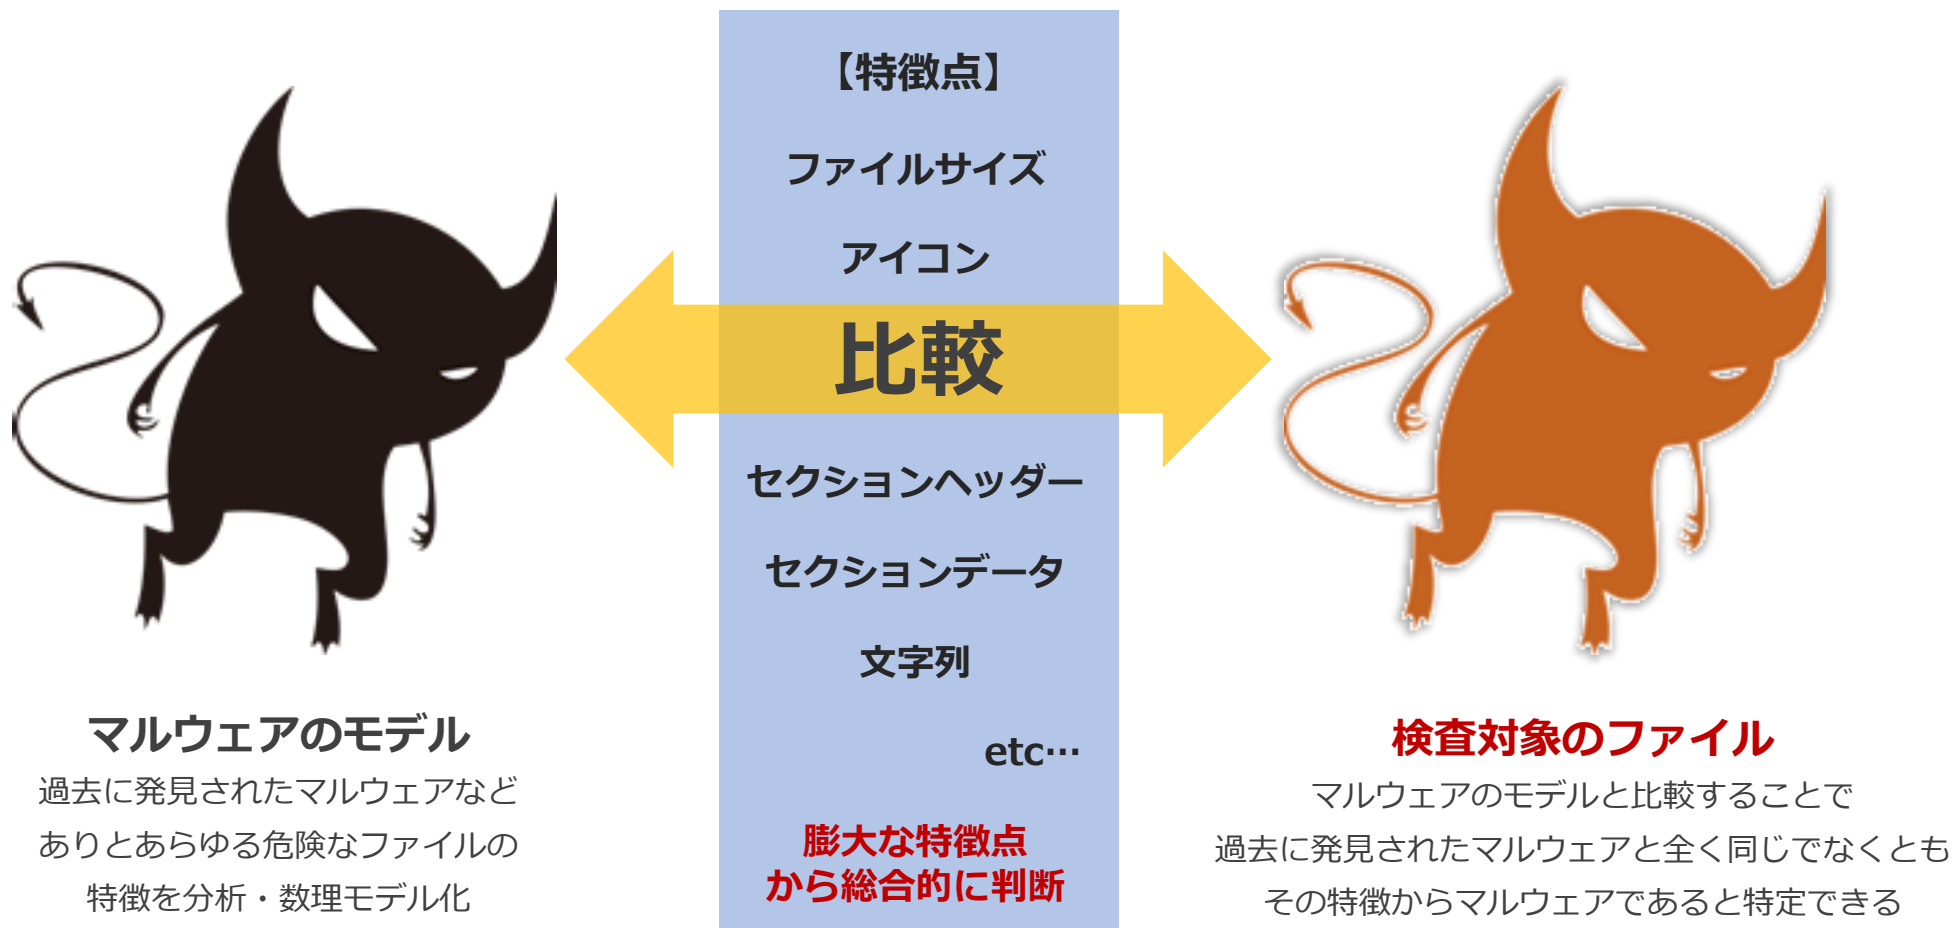 【特徴点】
ファイルサイズ
アイコン
比較
セクションヘッダー
セクションデータ
文字列
etc…
膨大な特徴点
から総合的に判断
マルウェアのモデル
過去に発見されたマルウェアなど
ありとあらゆる危険なファイルの
特徴を分析・数理モデル化
検査対象のファイル
マルウェアのモデルと比較することで
過去に発見されたマルウェアと全く同じでなくとも
その特徴からマルウェアであると特定できる